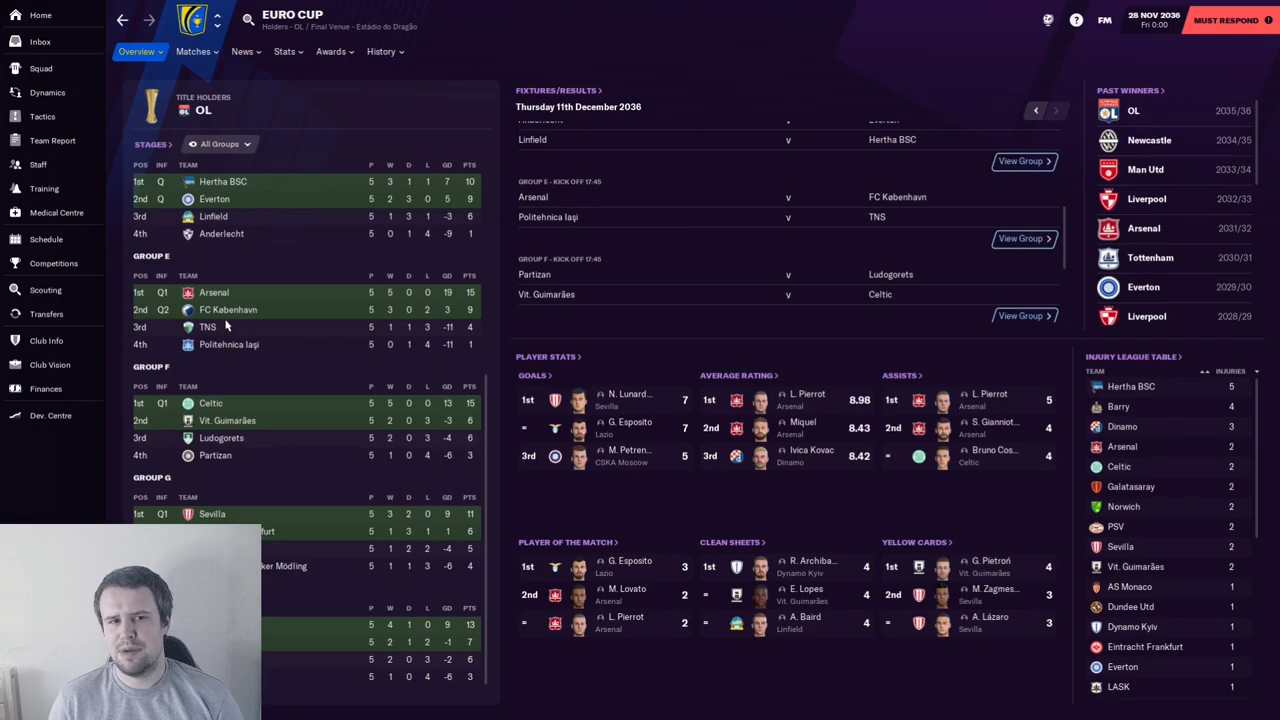 Home
Inbox
Squad
Dynamics
Tactics
Team Report
Staff
Training
Medical Centre
Schedule
Competitions
Scouting
Transfers
Club Info
Club Vision
Finances
Dev. Centre
EURO CUP
Holders - OL / Final Venue - Estádio do Dragão
FM
28 NOV 2036
Fri 0:00
MUST RESPOND
Overview Matches News Stats Awards History
TITLE HOLDERS
OL
STAGES All Groups
POS INF TEAM P W D L GD PTS
1st Q Hertha BSC 5 3 1 1 7 10
2nd Q Everton 5 2 3 0 5 9
3rd Linfield 5 1 3 1 -3 6
4th Anderlecht 5 0 1 4 -9 1
GROUP E
POS INF TEAM P W D L GD PTS
1st Q1 Arsenal 5 5 0 0 19 15
2nd Q2 FC København 5 3 0 2 3 9
3rd TNS 5 1 1 3 -11 4
4th Politehnica Iaşi 5 0 1 4 -11 1
GROUP F
POS INF TEAM P W D L GD PTS
1st Q1 Celtic 5 5 0 0 13 15
2nd Vit. Guimarães 5 2 0 3 -3 6
3rd Ludogorets 5 2 0 3 -4 6
4th Partizan 5 1 0 4 -6 3
GROUP G
POS INF TEAM P W D L GD PTS
1st Q1 Sevilla 5 3 2 0 9 11
furt 5 1 3 1 1 6
5 1 2 2 -4 5
ker Mödling 5 1 1 3 -6 4
P W D L GD PTS
5 4 1 0 9 13
5 2 1 2 -1 7
5 2 0 3 -2 6
5 1 0 4 -6 3
FIXTURES/RESULTS
Thursday 11th December 2036
Anderlecht v Everton
Linfield v Hertha BSC
View Group
GROUP E - KICK OFF 17:45
Arsenal v FC København
Politehnica Iaşi v TNS
View Group
GROUP F - KICK OFF 17:45
Partizan v Ludogorets
Vit. Guimarães v Celtic
View Group
PLAYER STATS
GOALS
1st N. Lunard... 7
Sevilla
= G. Esposito 7
Lazio
3rd M. Petren... 5
CSKA Moscow
AVERAGE RATING
1st L. Pierrot 8.98
Arsenal
2nd Miquel 8.43
Arsenal
3rd Ivica Kovac 8.42
Dinamo
ASSISTS
1st L. Pierrot 5
Arsenal
2nd S. Gianniot... 4
Arsenal
= Bruno Cos... 4
Celtic
PLAYER OF THE MATCH
1st G. Esposito 3
Lazio
2nd M. Lovato 2
Arsenal
= L. Pierrot 2
Arsenal
CLEAN SHEETS
1st R. Archiba... 4
Dynamo Kyiv
= E. Lopes 4
Vit. Guimarães
= A. Baird 4
Linfield
YELLOW CARDS
1st G. Pietroń 4
Vit. Guimarães
2nd M. Zagmes... 3
Sevilla
= A. Lázaro 3
Sevilla
PAST WINNERS
OL 2035/36
Newcastle 2034/35
Man Utd 2033/34
Liverpool 2032/33
Arsenal 2031/32
Tottenham 2030/31
Everton 2029/30
Liverpool 2028/29
INJURY LEAGUE TABLE
TEAM INJURIES
Hertha BSC 5
Barry 4
Dinamo 3
Arsenal 2
Celtic 2
Galatasaray 2
Norwich 2
PSV 2
Sevilla 2
Vit. Guimarães 2
AS Monaco 1
Dundee Utd 1
Dynamo Kyiv 1
Eintracht Frankfurt 1
Everton 1
LASK 1